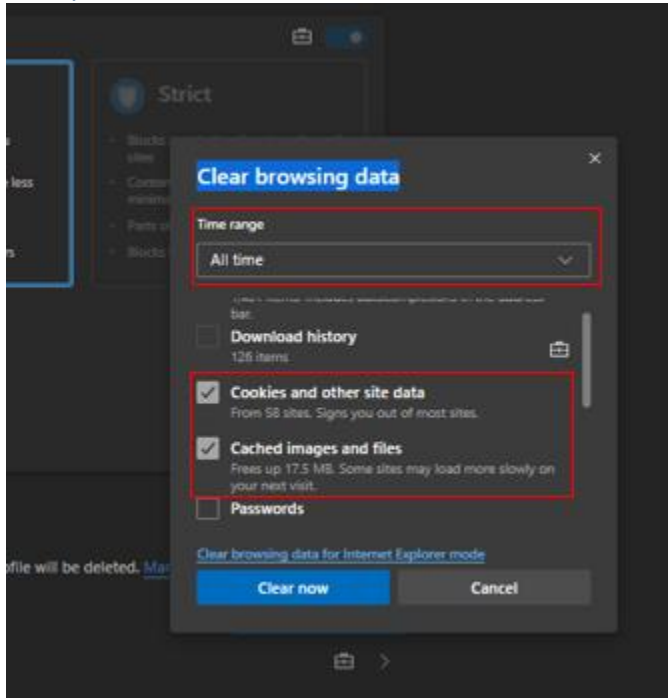 Strict
Blocks
sites
less
Clear browsing data
Time range
All time
bar.
Download history
126 items
Cookies and other site data
From 58 sites. Signs you out of most sites.
Cached images and files
Frees up 17.5 MB. Some sites may load more slowly on
your next visit.
Passwords
Clear browsing data for Internet Explorer mode
ofile will be deleted. Ma
Clear now
Cancel